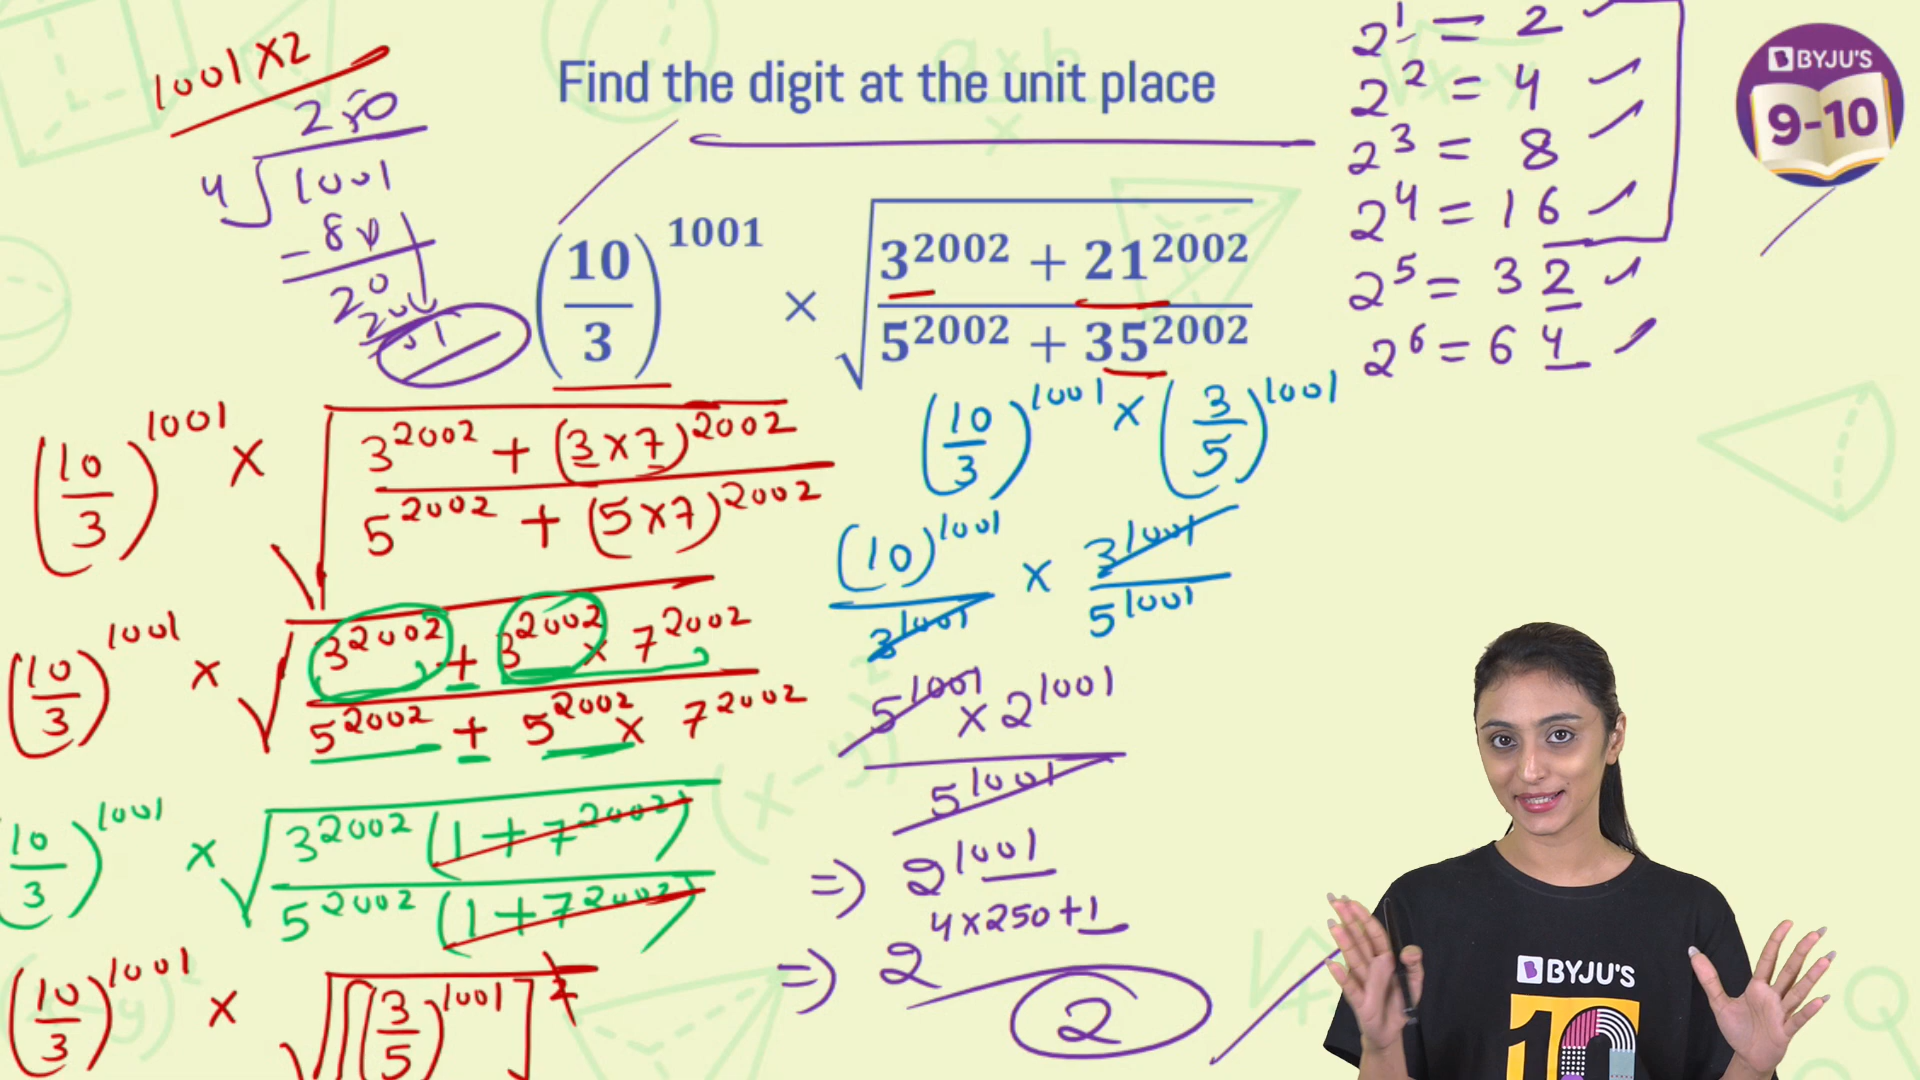 Find the digit at the unit place
BYJU'S
9-10
1001×2
250
4√1001
-8
20
20
01
(10/3)^1001 × √((3^2002 + 21^2002)/(5^2002 + 35^2002))
2^1 = 2
2^2 = 4
2^3 = 8
2^4 = 16
2^5 = 32
2^6 = 64
(10/3)^1001 × √((3^2002 + (3×7)^2002)/(5^2002 + (5×7)^2002))
(10/3)^1001 × √((3^2002 + 3^2002 × 7^2002)/(5^2002 + 5^2002 × 7^2002))
(10/3)^1001 × √((3^2002 (1+7^2002))/(5^2002 (1+7^2002)))
(10/3)^1001 × √[(3/5)^1001]^2
(10/3)^1001 × (3/5)^1001
(10)^1001/3^1001 × 3^1001/5^1001
5^1001 × 2^1001/5^1001
⇒ 2^1001
⇒ 2^4×250+1
2
BYJU'S
10